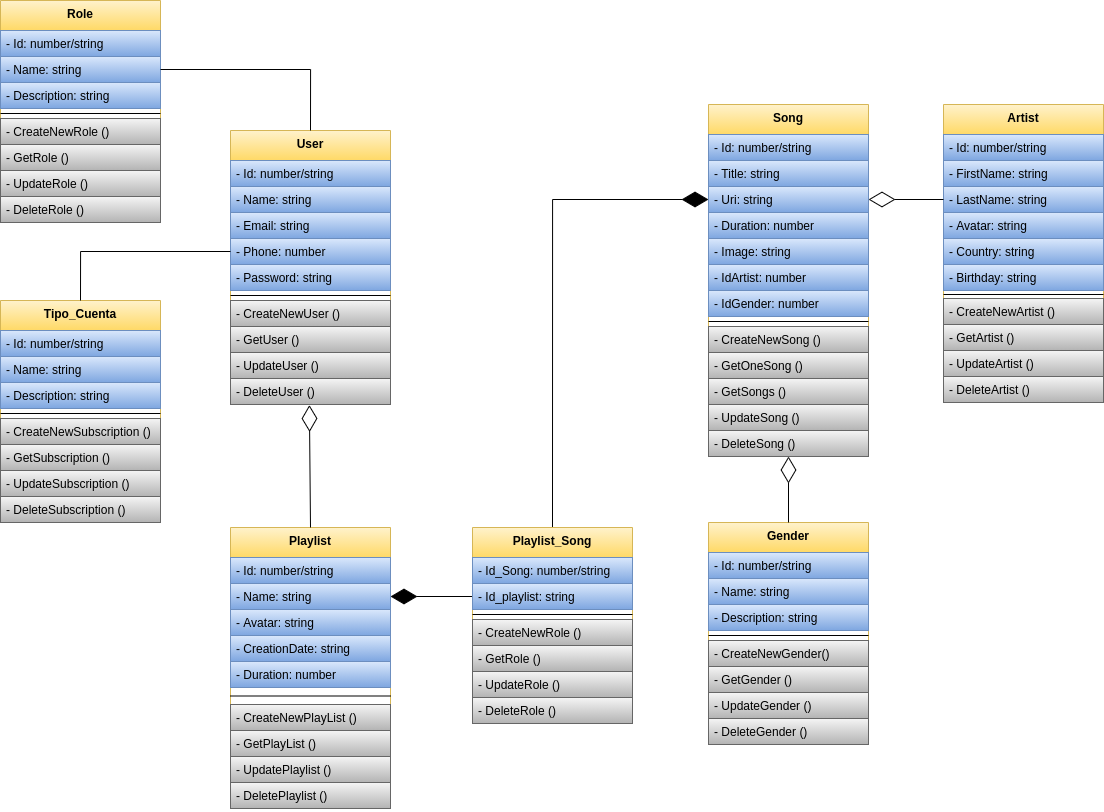 Role
- Id: number/string
- Name: string
- Description: string
- CreateNewRole ()
- GetRole ()
- UpdateRole ()
- DeleteRole ()
User
- Id: number/string
- Name: string
- Email: string
- Phone: number
- Password: string
- CreateNewUser ()
- GetUser ()
- UpdateUser ()
- DeleteUser ()
Song
- Id: number/string
- Title: string
- Uri: string
- Duration: number
- Image: string
- IdArtist: number
- IdGender: number
- CreateNewSong ()
- GetOneSong ()
- GetSongs ()
- UpdateSong ()
- DeleteSong ()
Artist
- Id: number/string
- FirstName: string
- LastName: string
- Avatar: string
- Country: string
- Birthday: string
- CreateNewArtist ()
- GetArtist ()
- UpdateArtist ()
- DeleteArtist ()
Tipo_Cuenta
- Id: number/string
- Name: string
- Description: string
- CreateNewSubscription ()
- GetSubscription ()
- UpdateSubscription ()
- DeleteSubscription ()
Playlist
- Id: number/string
- Name: string
- Avatar: string
- CreationDate: string
- Duration: number
- CreateNewPlayList ()
- GetPlayList ()
- UpdatePlaylist ()
- DeletePlaylist ()
Playlist_Song
- Id_Song: number/string
- Id_playlist: string
- CreateNewRole ()
- GetRole ()
- UpdateRole ()
- DeleteRole ()
Gender
- Id: number/string
- Name: string
- Description: string
- CreateNewGender()
- GetGender ()
- UpdateGender ()
- DeleteGender ()